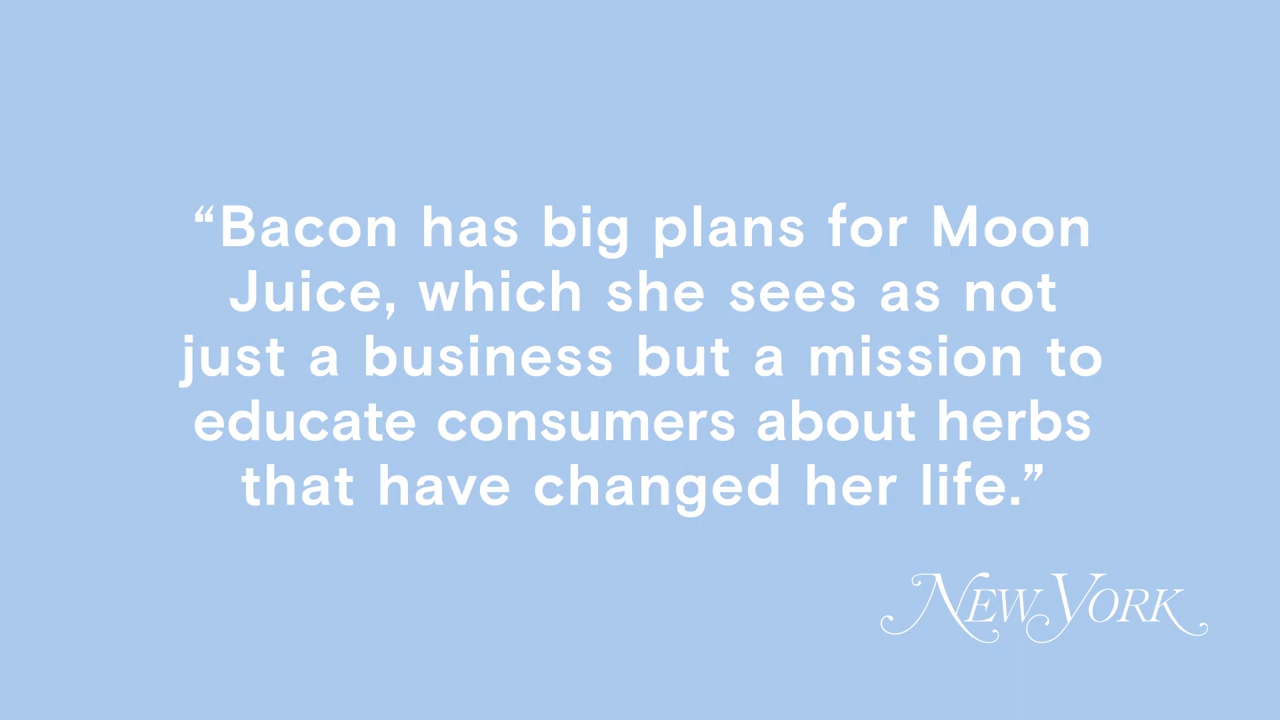 “Bacon has big plans for Moon
Juice, which she sees as not
just a business but a mission to
educate consumers about herbs
that have changed her life.”
NEW YORK